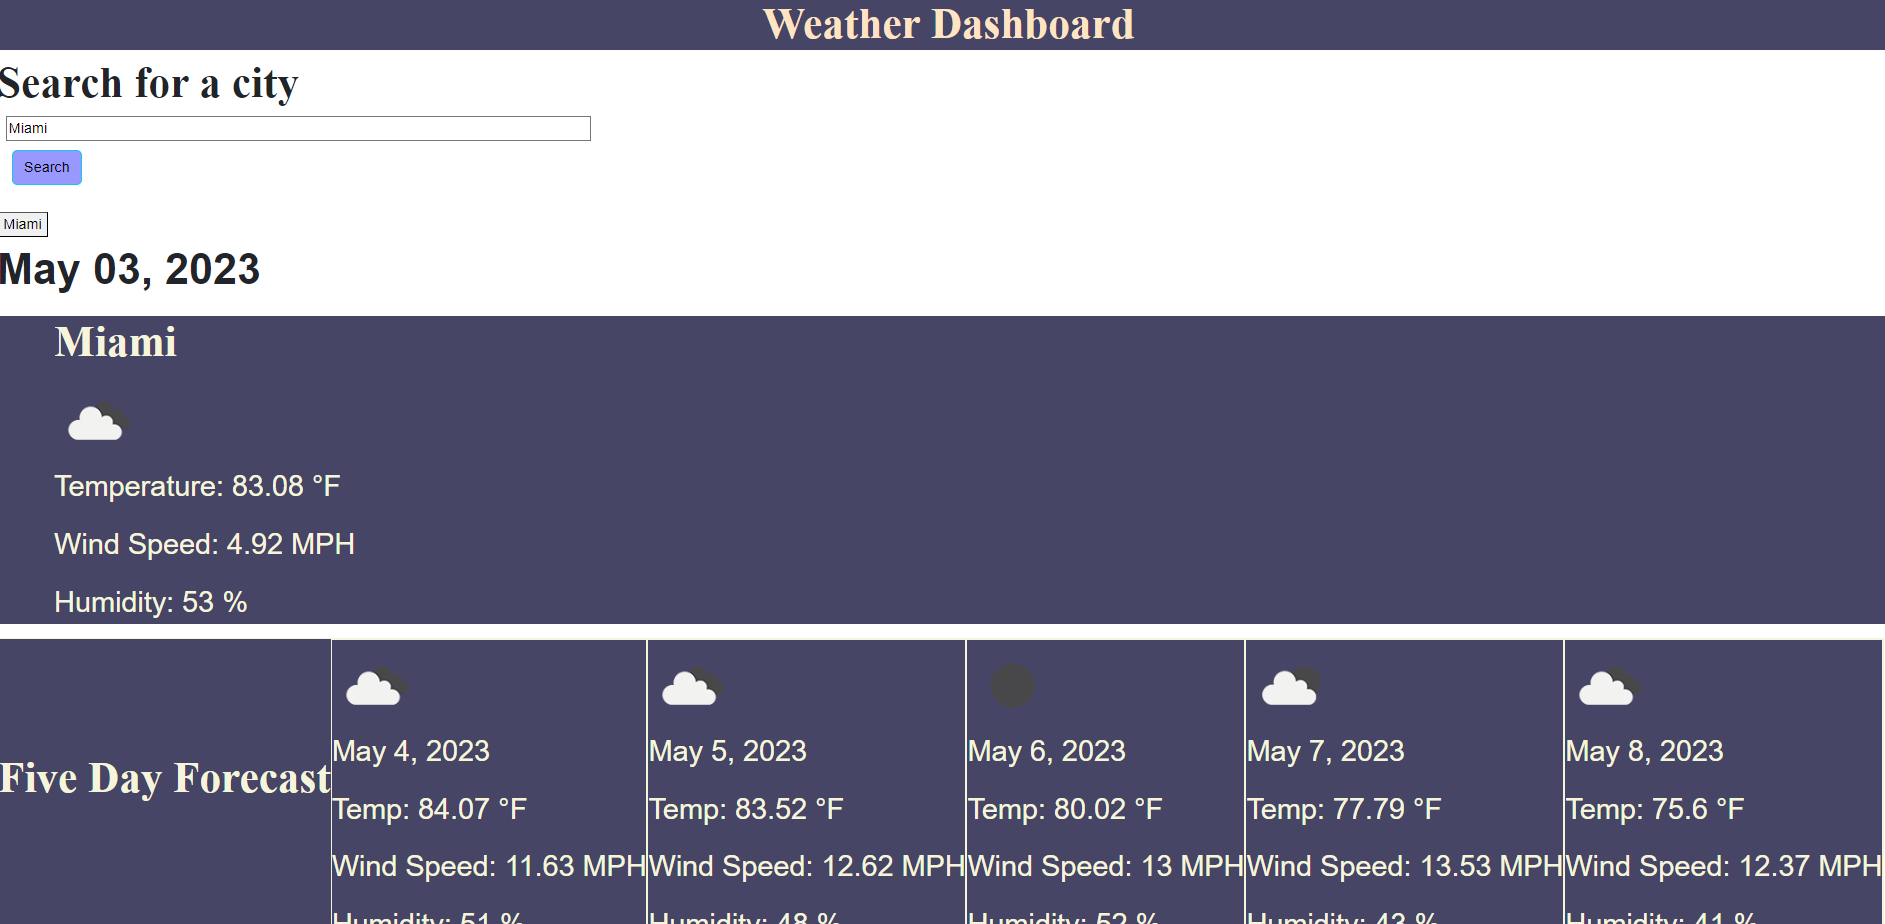 Weather Dashboard
Search for a city
Miami
Search
Miami
May 03, 2023
Miami
Temperature: 83.08 °F
Wind Speed: 4.92 MPH
Humidity: 53 %
Five Day Forecast
May 4, 2023
Temp: 84.07 °F
Wind Speed: 11.63 MPH
Humidity: 51 %
May 5, 2023
Temp: 83.52 °F
Wind Speed: 12.62 MPH
Humidity: 48 %
May 6, 2023
Temp: 80.02 °F
Wind Speed: 13 MPH
Humidity: 52 %
May 7, 2023
Temp: 77.79 °F
Wind Speed: 13.53 MPH
Humidity: 43 %
May 8, 2023
Temp: 75.6 °F
Wind Speed: 12.37 MPH
Humidity: 41 %